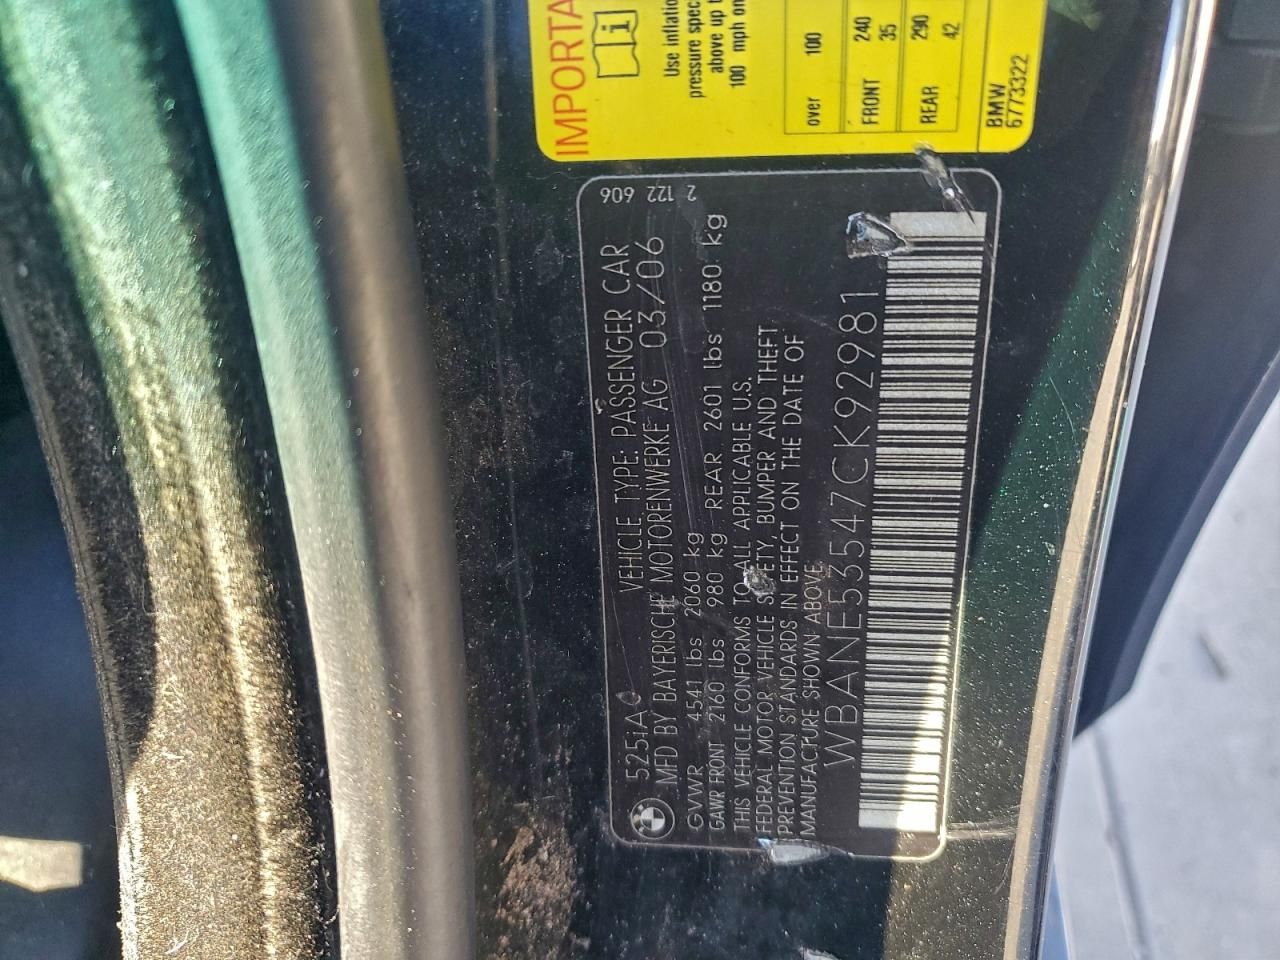 525iA VEHICLE TYPE: PASSENGER CAR 606
MFD BY BAYERISCHE MOTORENWERKE AG 03/06 122
GVWR 4541 lbs 2060 kg 2
GAWR FRONT 2160 lbs 980 kg REAR 2601 lbs 1180 kg
THIS VEHICLE CONFORMS TO ALL APPLICABLE U.S.
FEDERAL MOTOR VEHICLE SAFETY, BUMPER AND THEFT
PREVENTION STANDARDS IN EFFECT ON THE DATE OF
MANUFACTURE SHOWN ABOVE
WBANE53547CK92981
Use inflation
pressure
above up
100 mph on
over 100
FRONT 240
35
REAR 290
42
BMW
6773322